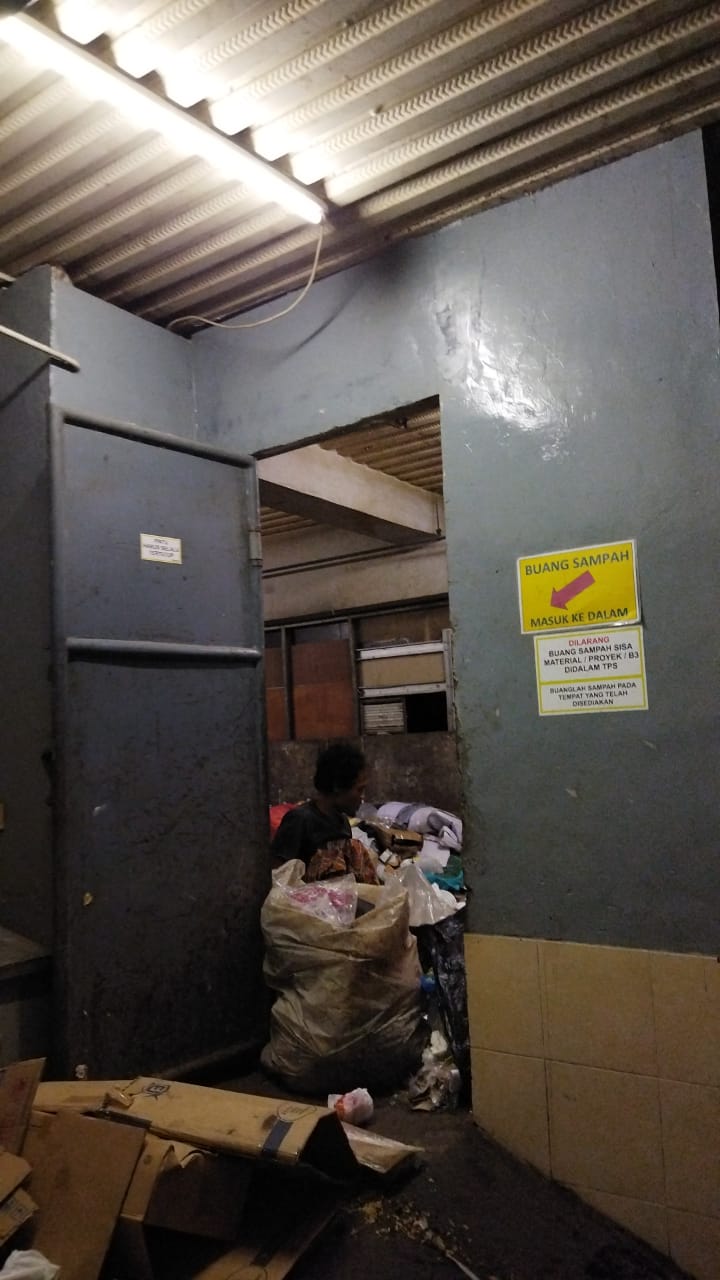 PINTU
HARUS SELALU
TERTUTUP
BUANG SAMPAH
MASUK KE DALAM
DILARANG
BUANG SAMPAH SISA
MATERIAL / PROYEK / B3
DIDALAM TPS
BUANGLAH SAMPAH PADA
TEMPAT YANG TELAH
DISEDIAKAN